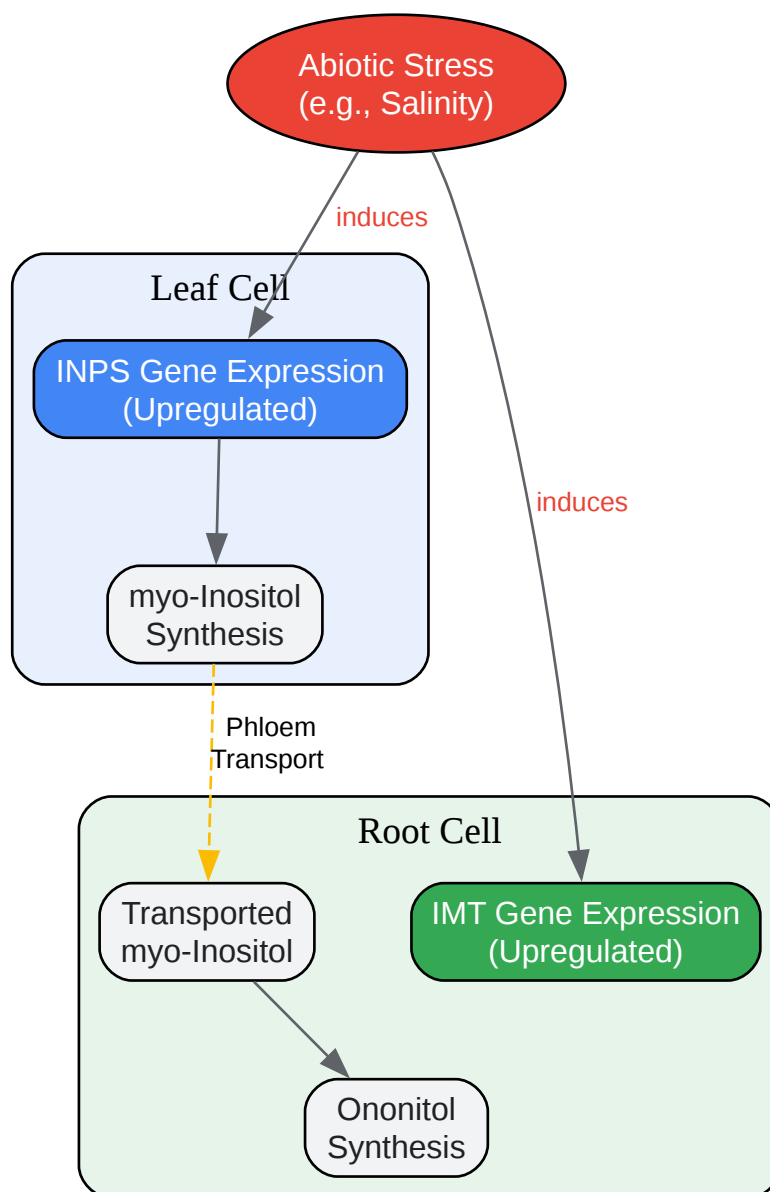 Abiotic Stress
(e.g., Salinity)
induces
Leaf Cell
INPS Gene Expression
(Upregulated)
induces
myo-Inositol
Synthesis
Phloem
Transport
Root Cell
Transported
myo-Inositol
IMT Gene Expression
(Upregulated)
Ononitol
Synthesis